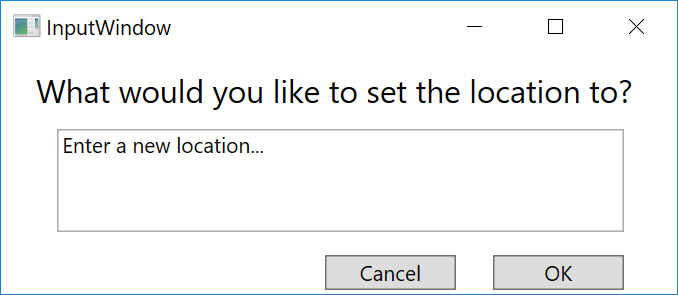 InputWindow
What would you like to set the location to?
Enter a new location...
Cancel OK